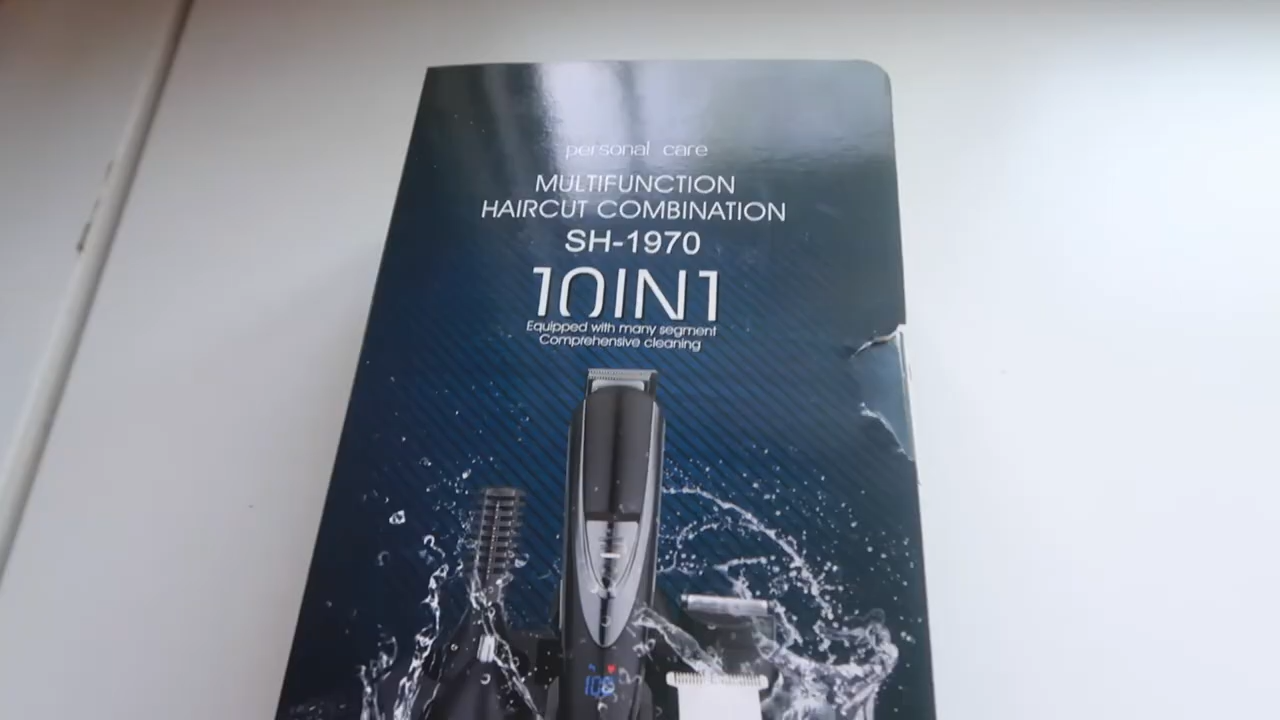 personal care
MULTIFUNCTION
HAIRCUT COMBINATION
SH-1970
10IN1
Equipped with many segment
Comprehensive cleaning